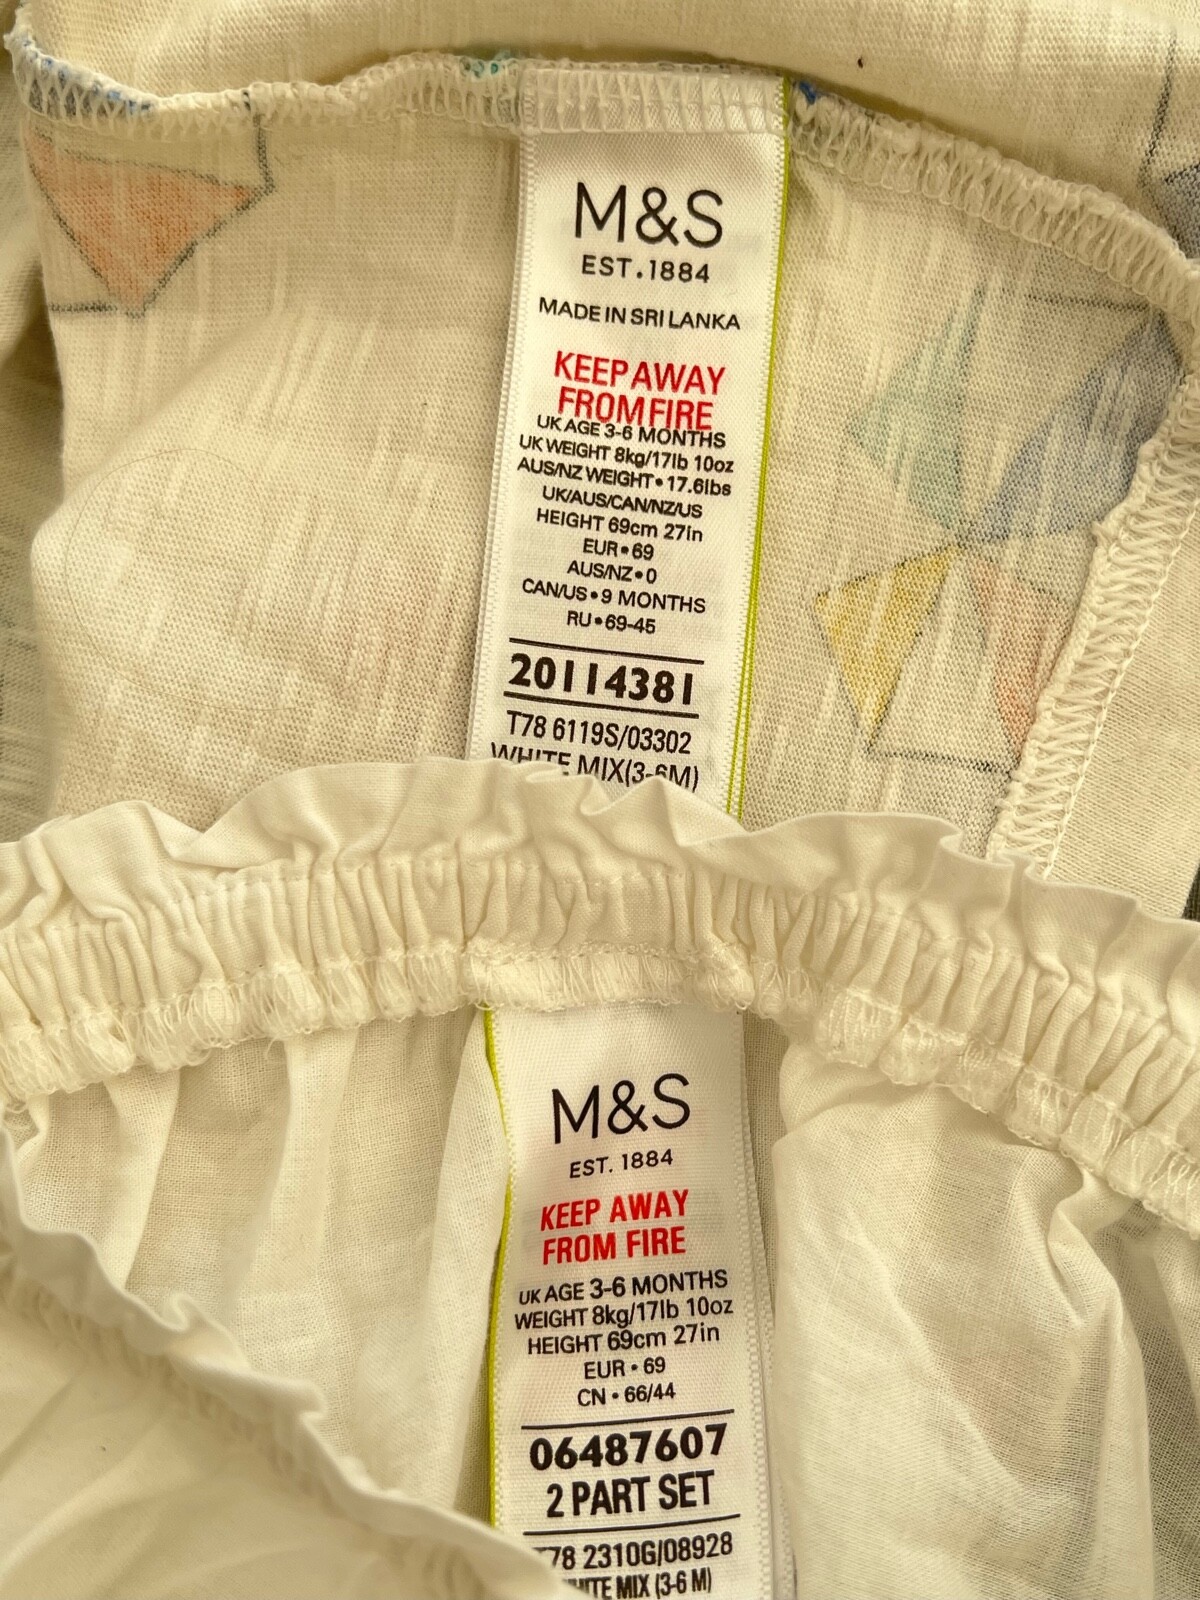 M&S
EST.1884
MADE IN SRI LANKA
KEEP AWAY
FROM FIRE
UK AGE 3-6 MONTHS
UK WEIGHT 8kg/17lb 10oz
AUS/NZ WEIGHT • 17.6lbs
UK/AUS/CAN/NZ/US
HEIGHT 69cm 27in
EUR • 69
AUS/NZ • 0
CAN/US • 9 MONTHS
RU • 69-45
20114381
T78 6119S/03302
WHITE MIX(3-6M)
M&S
EST. 1884
KEEP AWAY
FROM FIRE
UK AGE 3-6 MONTHS
WEIGHT 8kg/17lb 10oz
HEIGHT 69cm 27in
EUR • 69
CN • 66/44
06487607
2 PART SET
T78 2310G/08928
WHITE MIX (3-6 M)